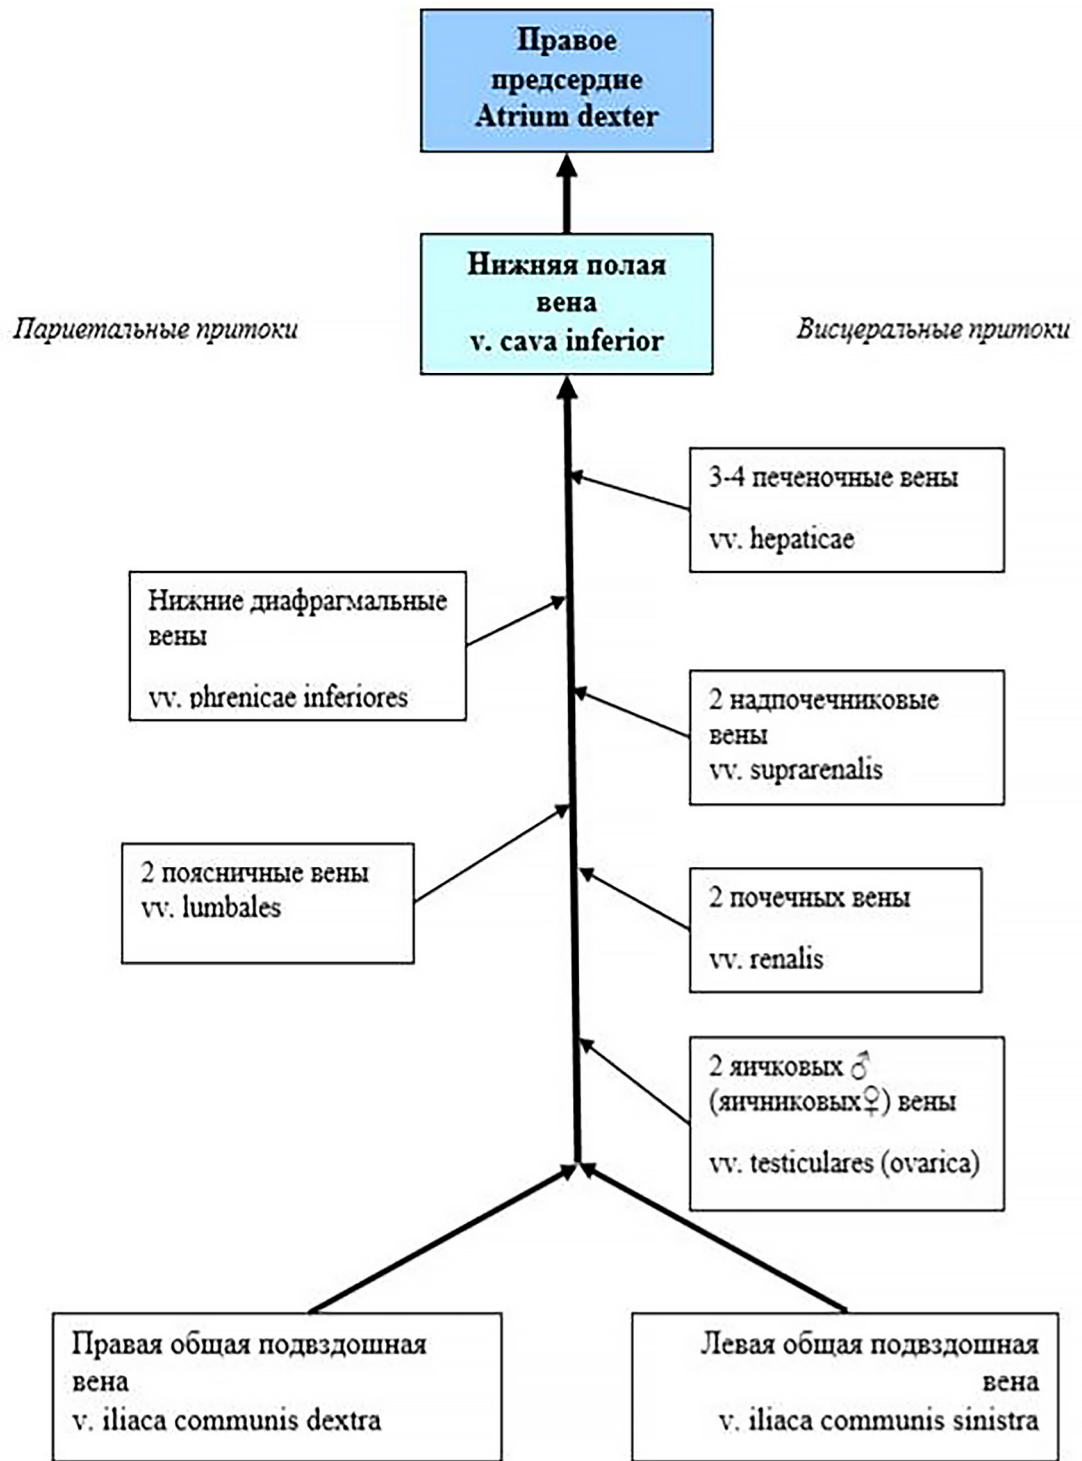 Правое
предсердие
Atrium dexter
Нижняя полая
вена
v. cava inferior
Париетальные притоки
Висцеральные притоки
3-4 печеночные вены
vv. hepaticae
Нижние диафрагмальные
вены
vv. phrenicae inferiores
2 надпочечниковые
вены
vv. suprarenalis
2 поясничные вены
vv. lumbales
2 почечных вены
vv. renalis
2 яичковых ♂
(яичниковых♀) вены
vv. testiculares (ovarica)
Правая общая подвздошная
вена
v. iliaca communis dextra
Левая общая подвздошная
вена
v. iliaca communis sinistra